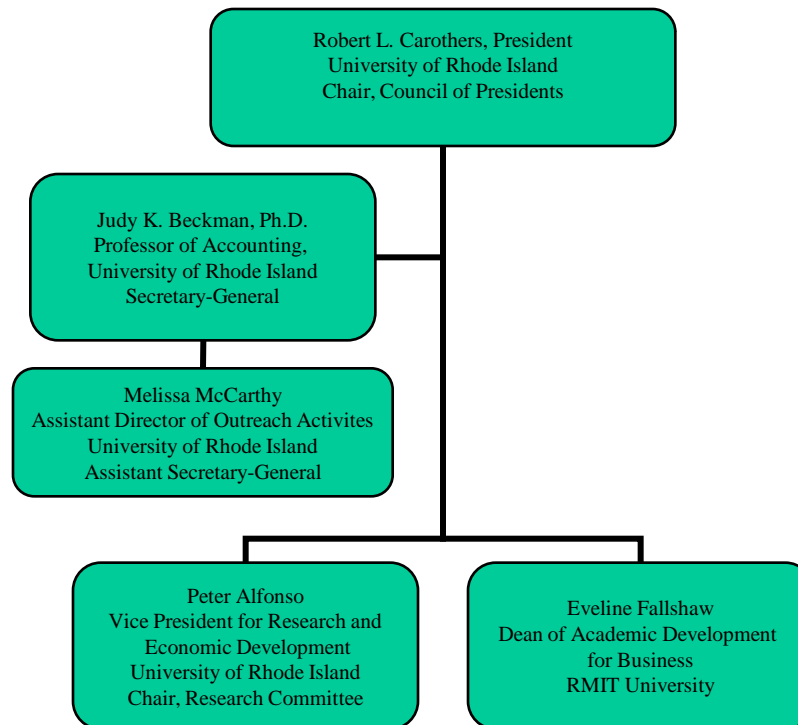 Robert L. Carothers, President
University of Rhode Island
Chair, Council of Presidents
Judy K. Beckman, Ph.D.
Professor of Accounting,
University of Rhode Island
Secretary-General
Melissa McCarthy
Assistant Director of Outreach Activites
University of Rhode Island
Assistant Secretary-General
Peter Alfonso
Vice President for Research and
Economic Development
University of Rhode Island
Chair, Research Committee
Eveline Fallshaw
Dean of Academic Development
for Business
RMIT University